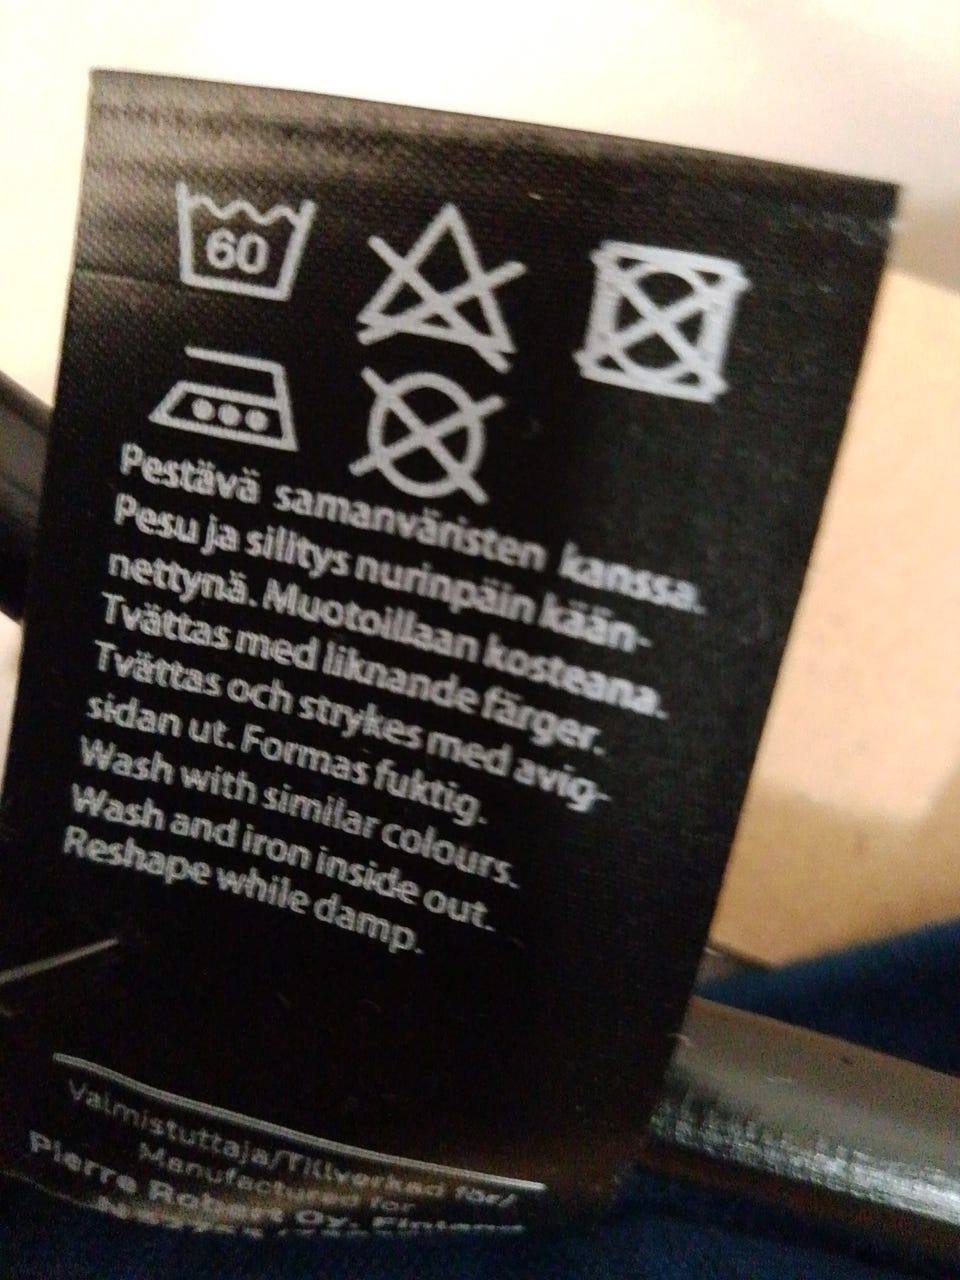 60
Pestävä samanväristen kanssa.
Pesu ja silitys nurinpäin kään-
nettynä. Muotoillaan kosteana.
Tvättas med liknande färger.
Tvättas och strykes med avig-
sidan ut. Formas fuktig.
Wash with similar colours.
Wash and iron inside out.
Reshape while damp.
Valmistuttaja/Tillverkad för/
Manufactured for
Pierre Robert Oy, Finland